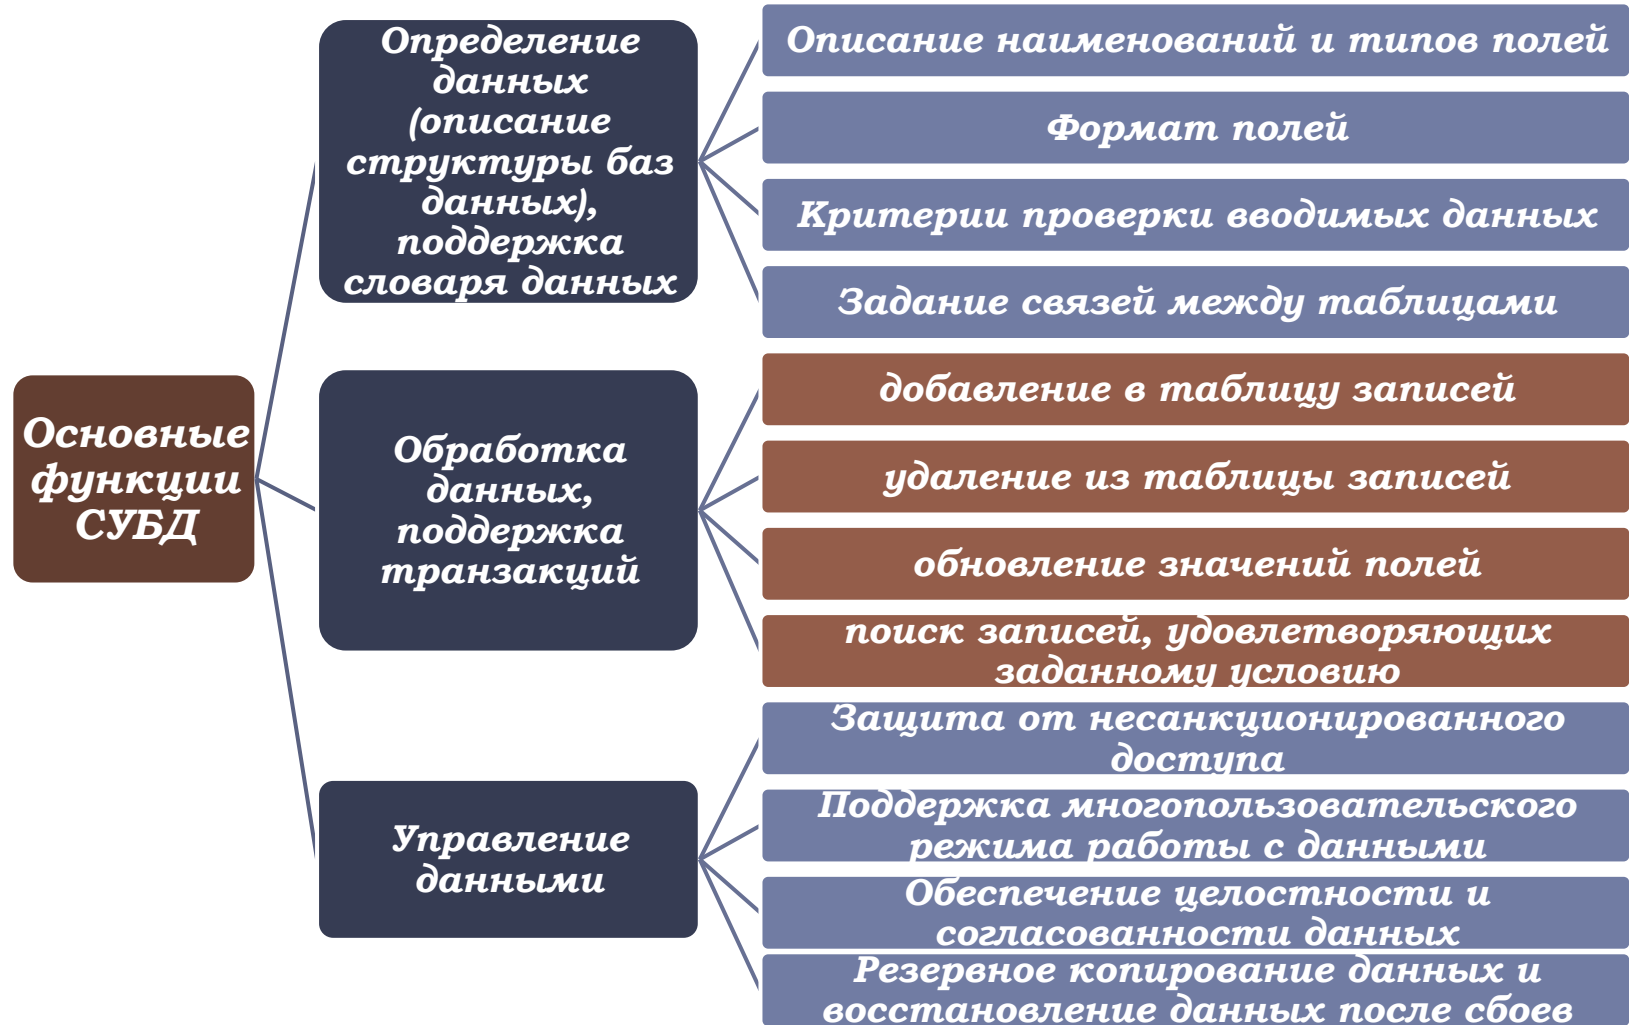 Основные
функции
СУБД
Определение
данных
(описание
структуры баз
данных),
поддержка
словаря данных
Описание наименований и типов полей
Формат полей
Критерии проверки вводимых данных
Задание связей между таблицами
Обработка
данных,
поддержка
транзакций
добавление в таблицу записей
удаление из таблицы записей
обновление значений полей
поиск записей, удовлетворяющих
заданному условию
Управление
данными
Защита от несанкционированного
доступа
Поддержка многопользовательского
режима работы с данными
Обеспечение целостности и
согласованности данных
Резервное копирование данных и
восстановление данных после сбоев